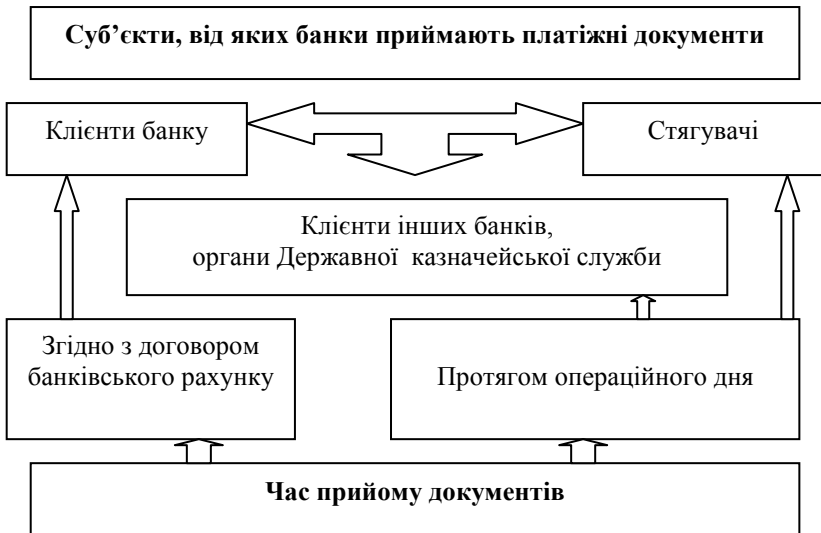 Суб’єкти, від яких банки приймають платіжні документи
Клієнти банку
Стягувачі
Клієнти інших банків,
органи Державної казначейської служби
Згідно з договором
банківського рахунку
Протягом операційного дня
Час прийому документів